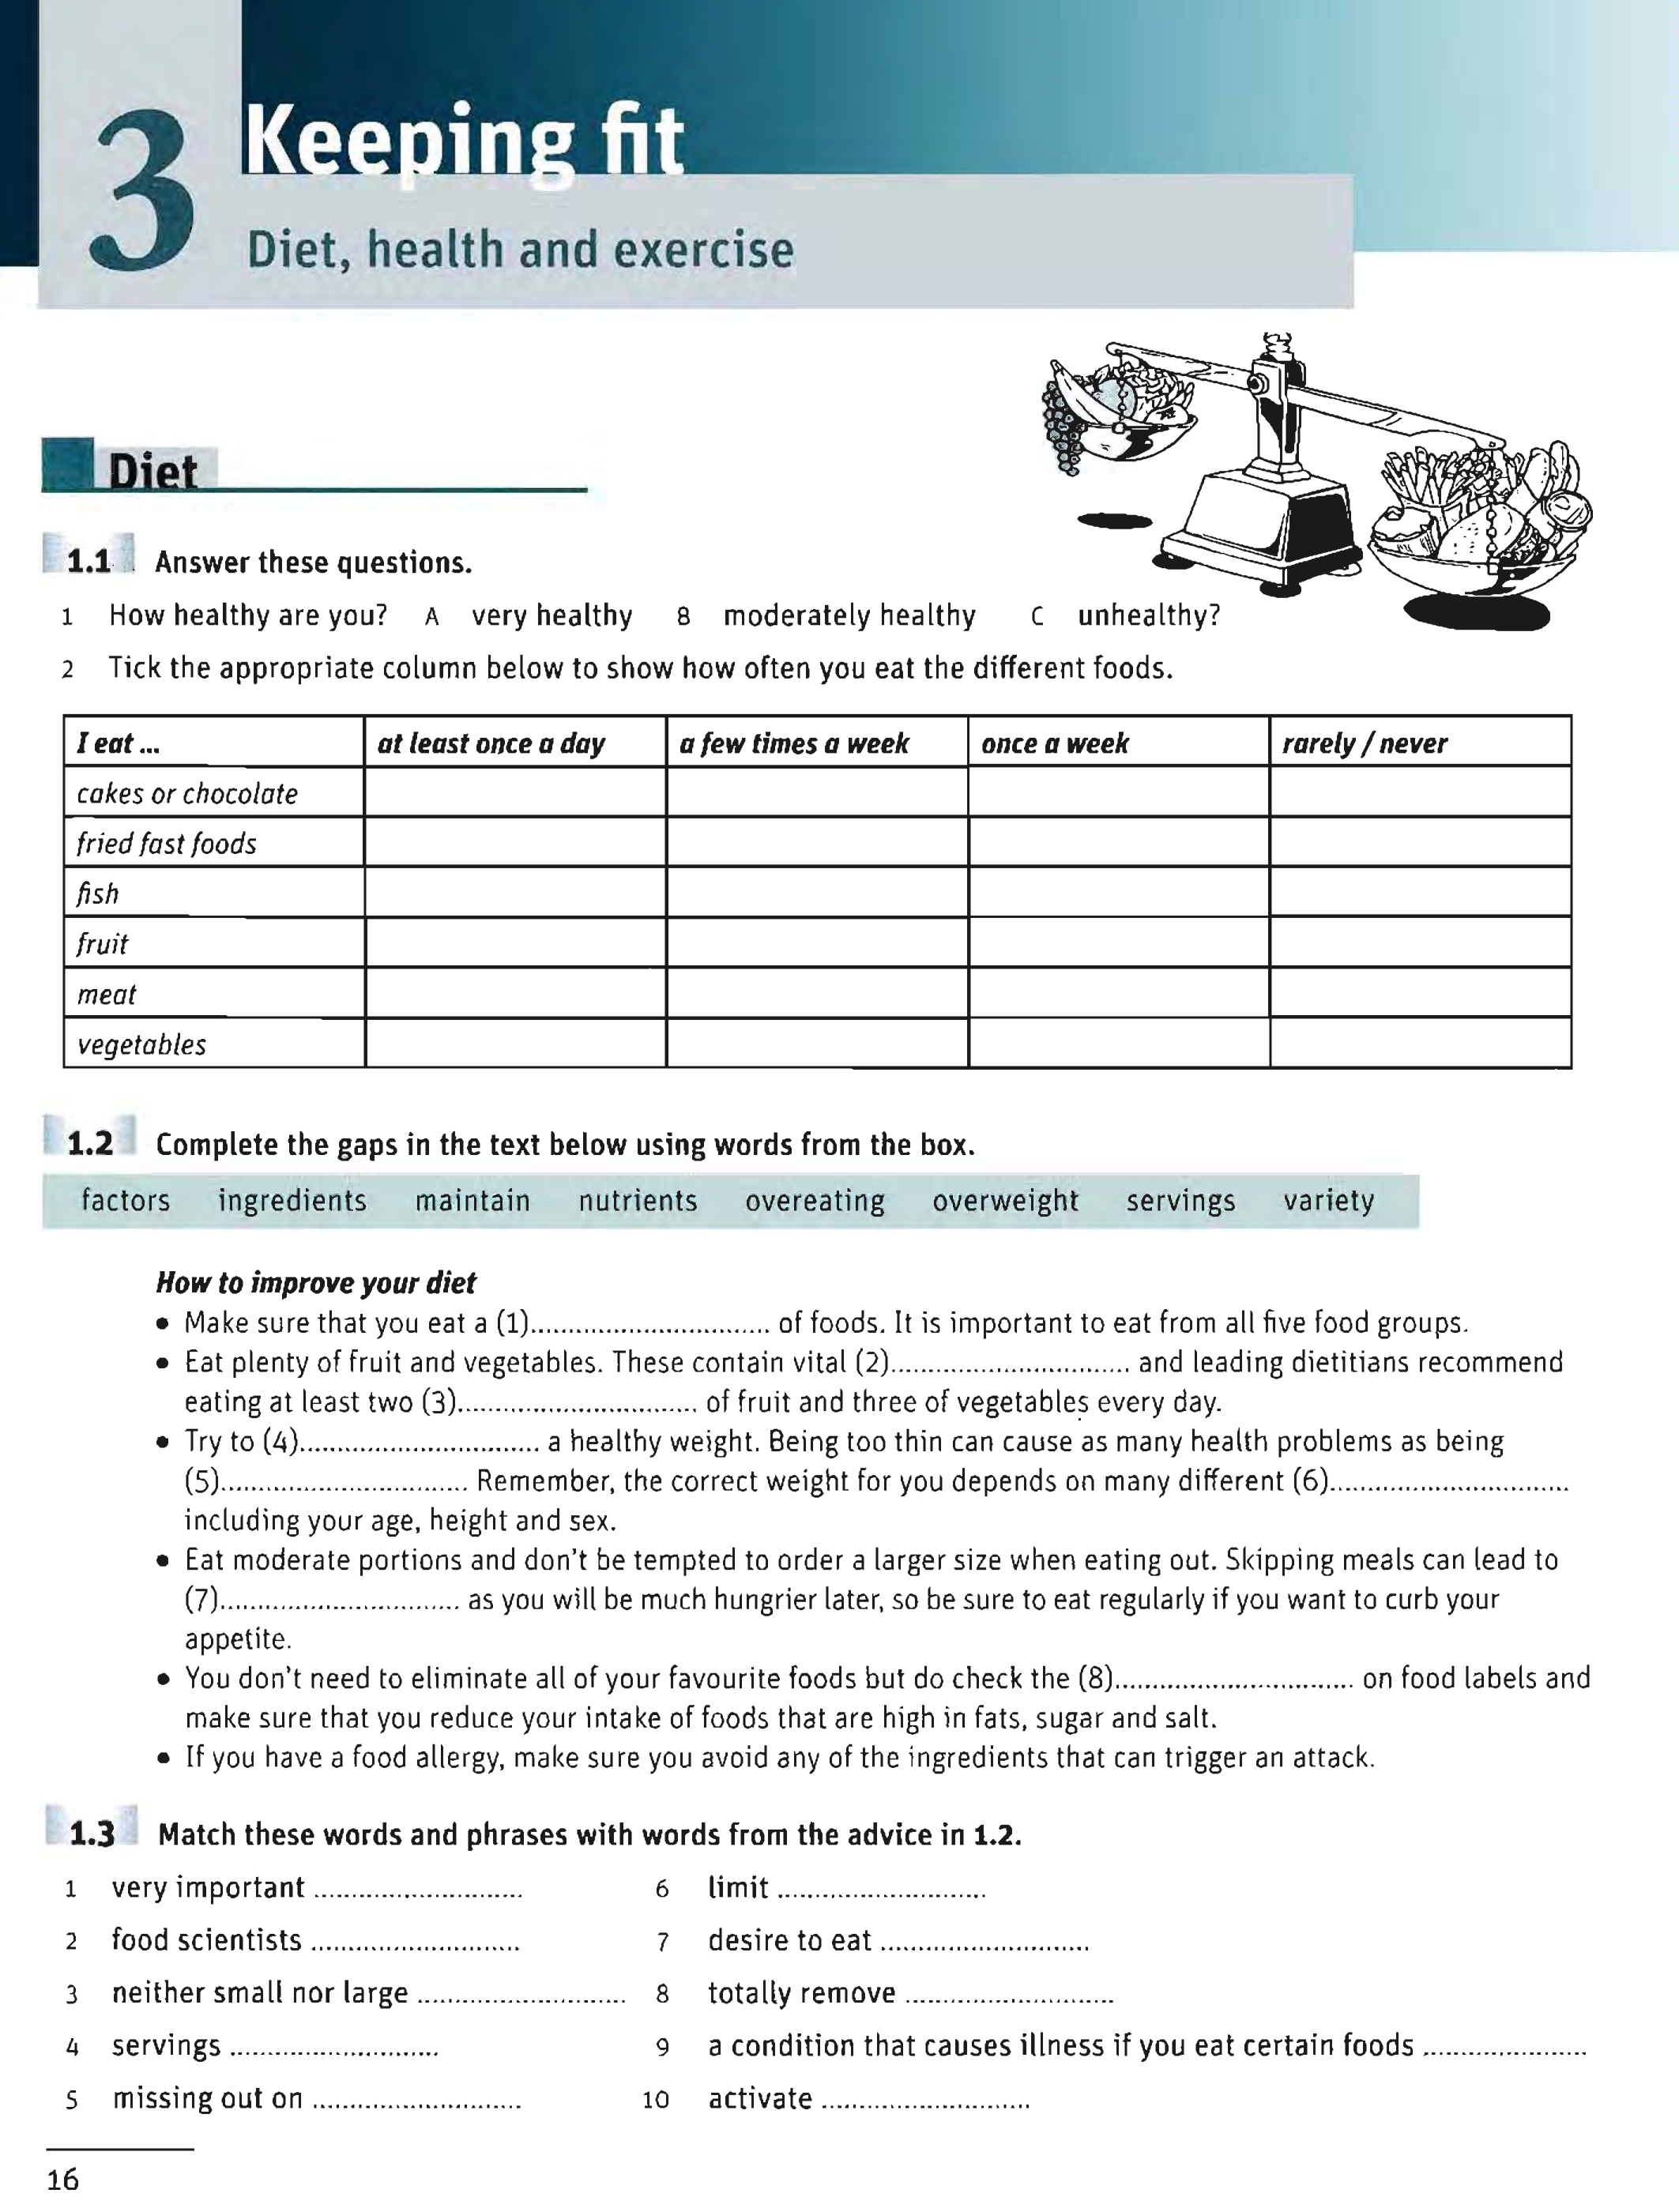 3
Keeping fit
Diet, health and exercise
Diet
1.1 Answer these questions.
1 How healthy are you? A very healthy 8 moderately healthy C unhealthy?
2 Tick the appropriate column below to show how often you eat the different foods.
I eat ... at least once a day a few times a week once a week rarely / never
cakes or chocolate
fried fast foods
fish
fruit
meat
vegetables
1.2 Complete the gaps in the text below using words from the box.
factors ingredients maintain nutrients overeating overweight servings variety
How to improve your diet
• Make sure that you eat a (1)................................ of foods. It is important to eat from all five food groups.
• Eat plenty of fruit and vegetables. These contain vital (2)................................ and leading dietitians recommend
eating at least two (3)................................ of fruit and three of vegetables every day.
• Try to (4)................................ a healthy weight. Being too thin can cause as many health problems as being
(5)................................ Remember, the correct weight for you depends on many different (6)................................
including your age, height and sex.
• Eat moderate portions and don't be tempted to order a larger size when eating out. Skipping meals can lead to
(7)................................ as you will be much hungrier later, so be sure to eat regularly if you want to curb your
appetite.
• You don't need to eliminate all of your favourite foods but do check the (8)................................ on food labels and
make sure that you reduce your intake of foods that are high in fats, sugar and salt.
• If you have a food allergy, make sure you avoid any of the ingredients that can trigger an attack.
1.3 Match these words and phrases with words from the advice in 1.2.
1 very important ............................ 6 limit ............................
2 food scientists ............................ 7 desire to eat ............................
3 neither small nor large ............................ 8 totally remove ............................
4 servings ............................ 9 a condition that causes illness if you eat certain foods ......................
5 missing out on ............................ 10 activate ............................
16